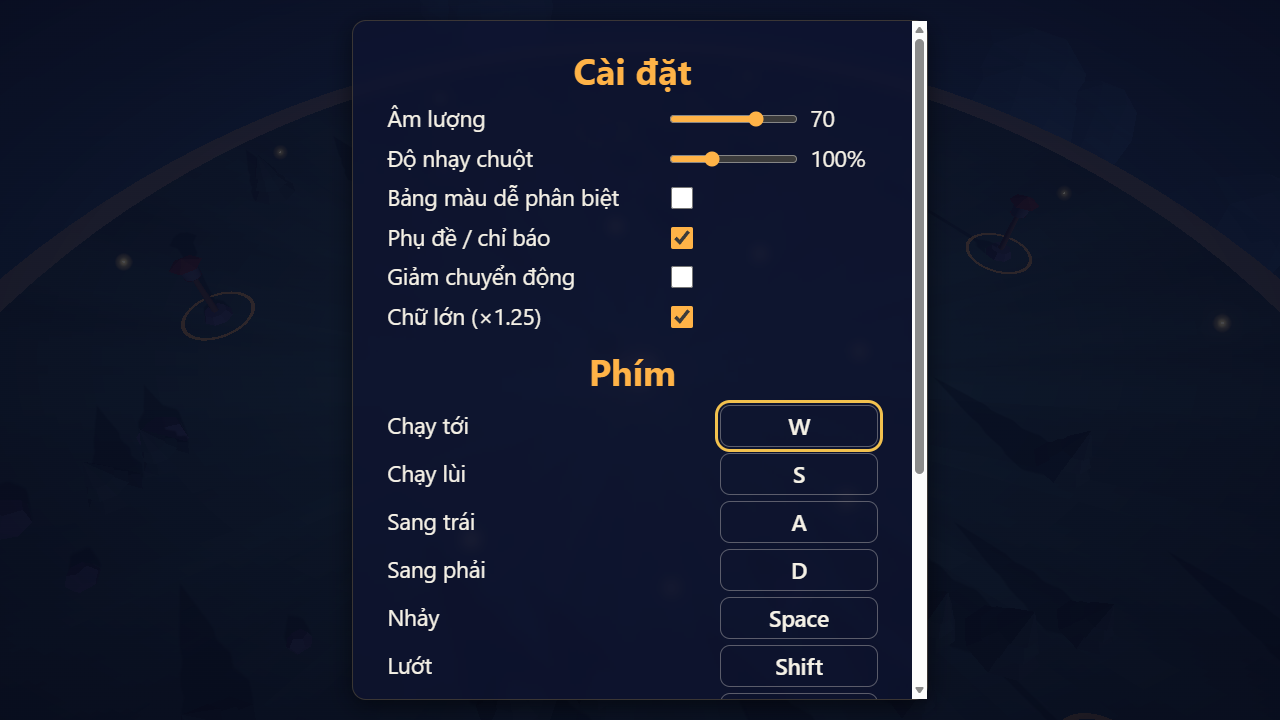 Cài đặt
Âm lượng 70
Độ nhạy chuột 100%
Bảng màu dễ phân biệt
Phụ đề / chỉ báo
Giảm chuyển động
Chữ lớn (×1.25)
Phím
Chạy tới W
Chạy lùi S
Sang trái A
Sang phải D
Nhảy Space
Lướt Shift